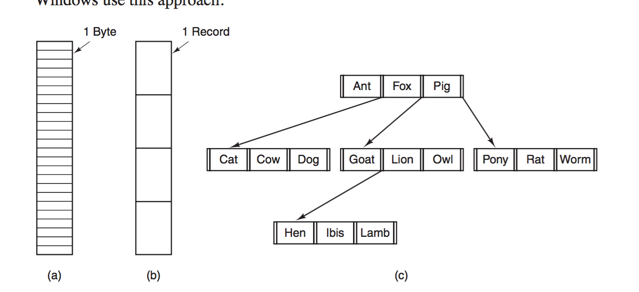 Windows use this approach.
1 Byte
1 Record
Ant Fox Pig
Cat Cow Dog Goat Lion Owl Pony Rat Worm
Hen Ibis Lamb
(a) (b) (c)